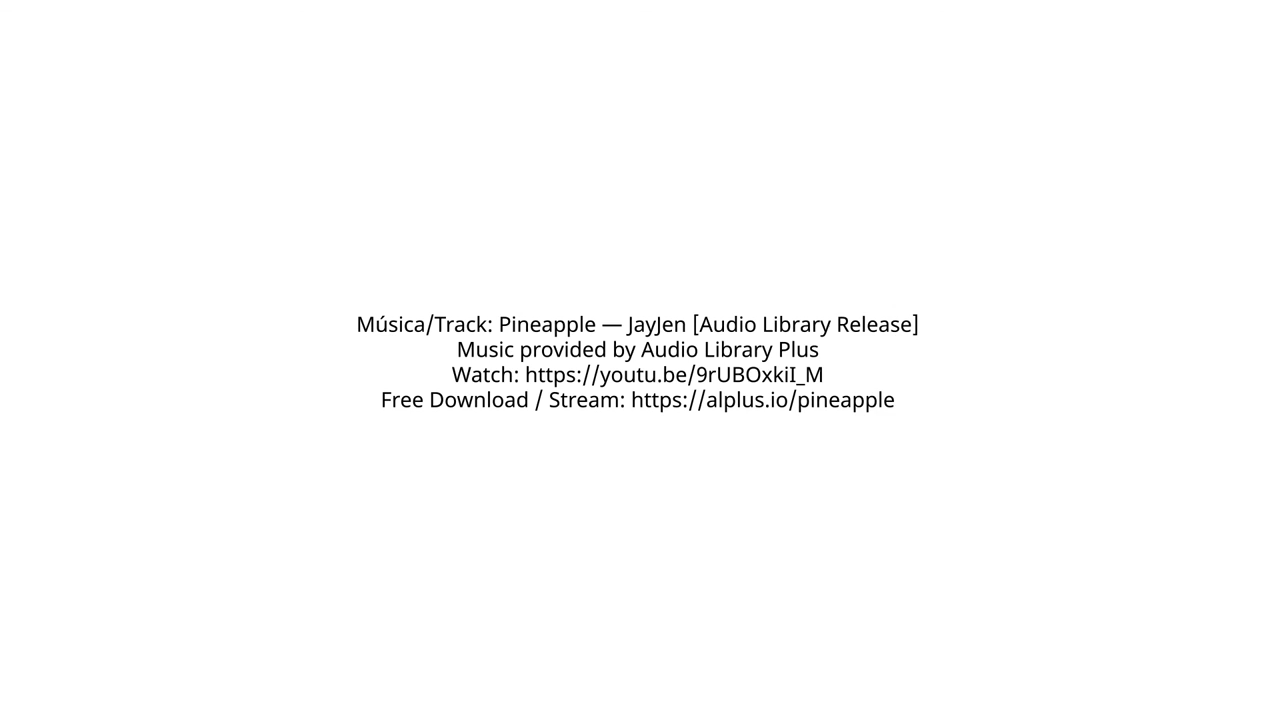 Música/Track: Pineapple — JayJen [Audio Library Release]
Music provided by Audio Library Plus
Watch: https://youtu.be/9rUBOxkiI_M
Free Download / Stream: https://alplus.io/pineapple